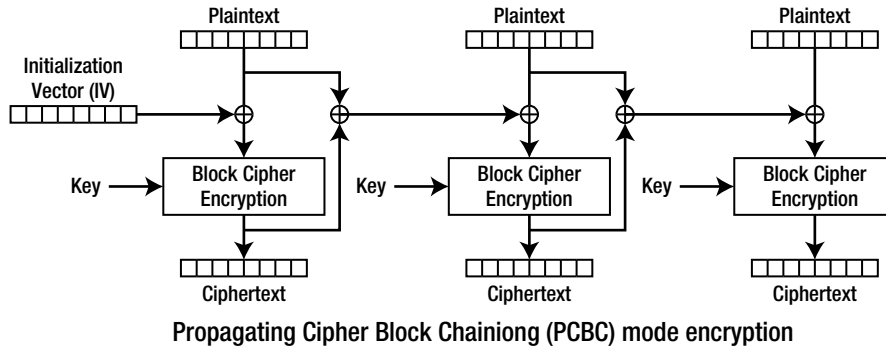 Plaintext
Plaintext
Plaintext
Initialization
Vector (IV)
Key
Block Cipher
Encryption
Key
Block Cipher
Encryption
Key
Block Cipher
Encryption
Ciphertext
Ciphertext
Ciphertext
Propagating Cipher Block Chainiong (PCBC) mode encryption